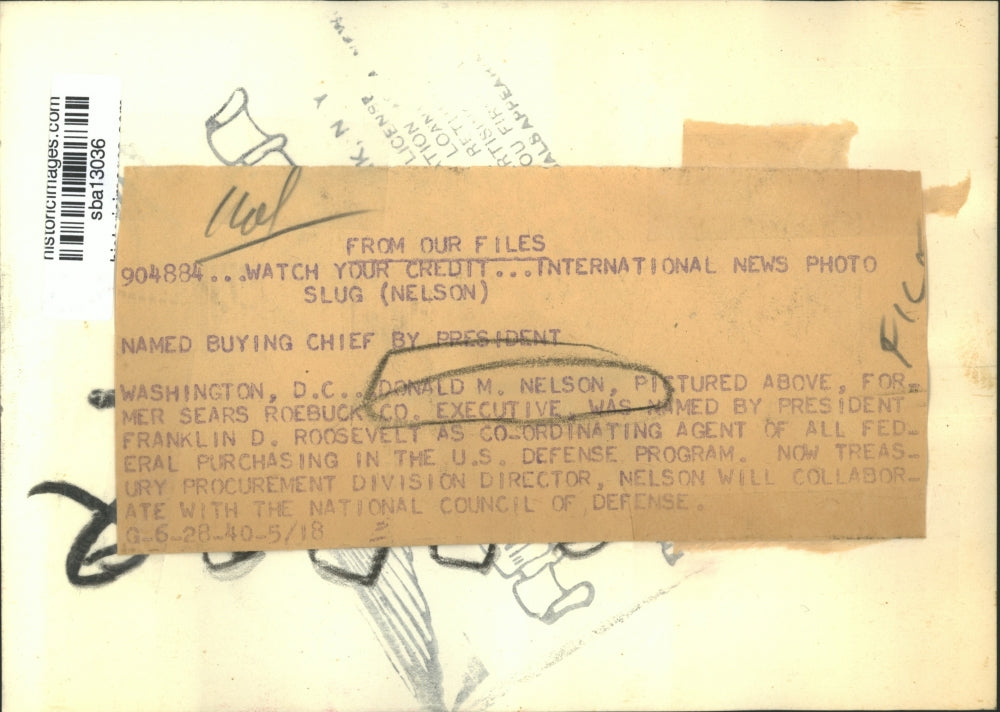 historicimages.com
sba13036
K, N Y
LICENSE
A NEW
FROM OUR FILES
904884...WATCH YOUR CREDIT...INTERNATIONAL NEWS PHOTO
SLUG (NELSON)
NAMED BUYING CHIEF BY PRESIDENT
WASHINGTON, D.C... DONALD M. NELSON, PICTURED ABOVE, FOR-
MER SEARS ROEBUCK CO. EXECUTIVE, WAS NAMED BY PRESIDENT
FRANKLIN D. ROOSEVELT AS CO-ORDINATING AGENT OF ALL FED-
ERAL PURCHASING IN THE U.S. DEFENSE PROGRAM. NOW TREAS-
URY PROCUREMENT DIVISION DIRECTOR, NELSON WILL COLLABOR-
ATE WITH THE NATIONAL COUNCIL OF DEFENSE.
G-6-28-40-5/18